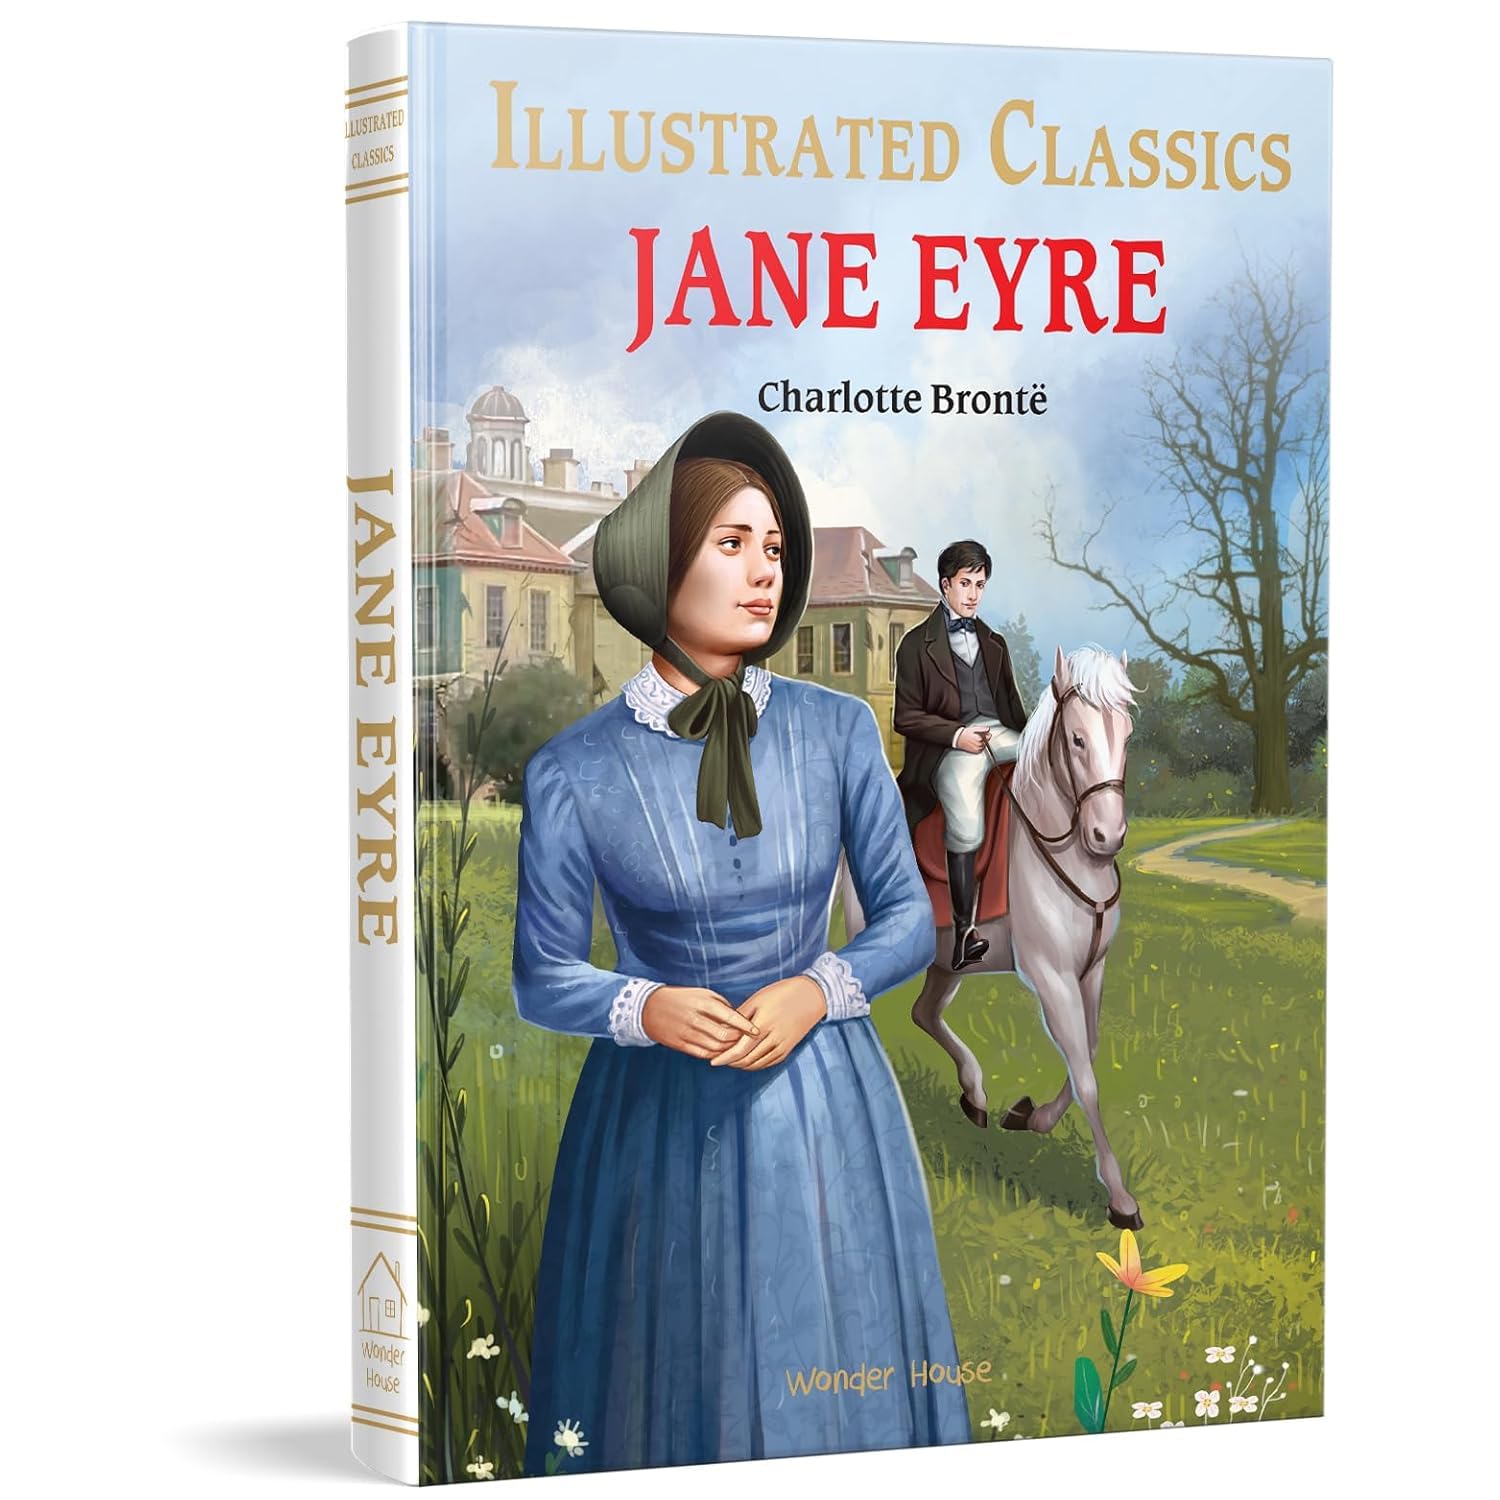 ILLUSTRATED
CLASSICS
JANE EYRE
Wonder
House
ILLUSTRATED CLASSICS
JANE EYRE
Charlotte Brontë
Wonder House